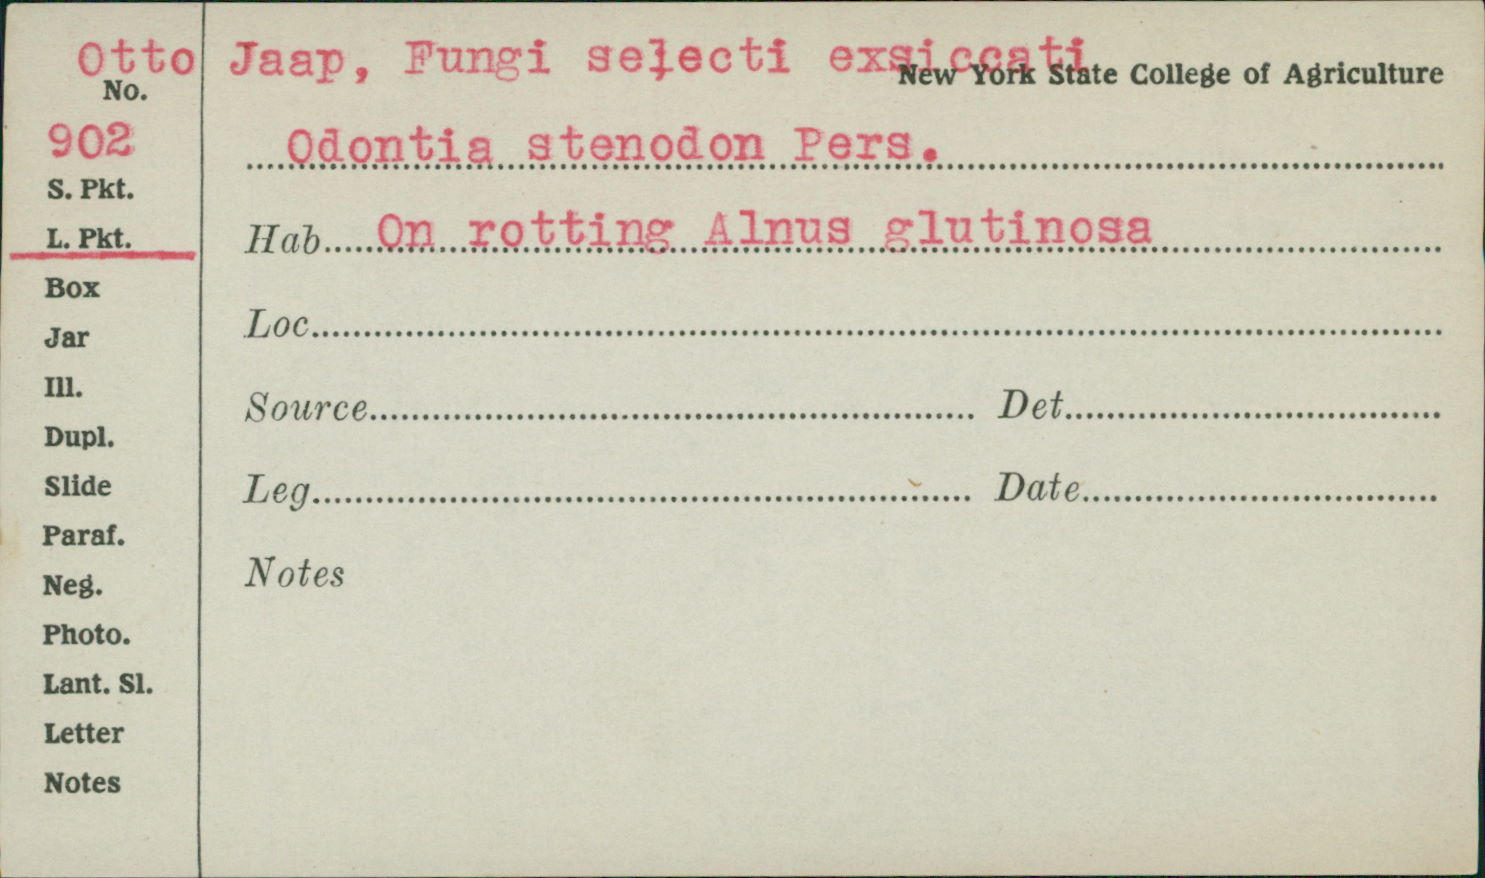 Otto Jaap, Fungi selecti exsiccati
New York State College of Agriculture
No.
902
Odontia stenodon Pers.
S. Pkt.
L. Pkt.
Hab. On rotting Alnus glutinosa
Box
Loc.
Jar
Ill.
Source
Det.
Dupl.
Slide
Leg.
Date
Paraf.
Notes
Neg.
Photo.
Lant. Sl.
Letter
Notes